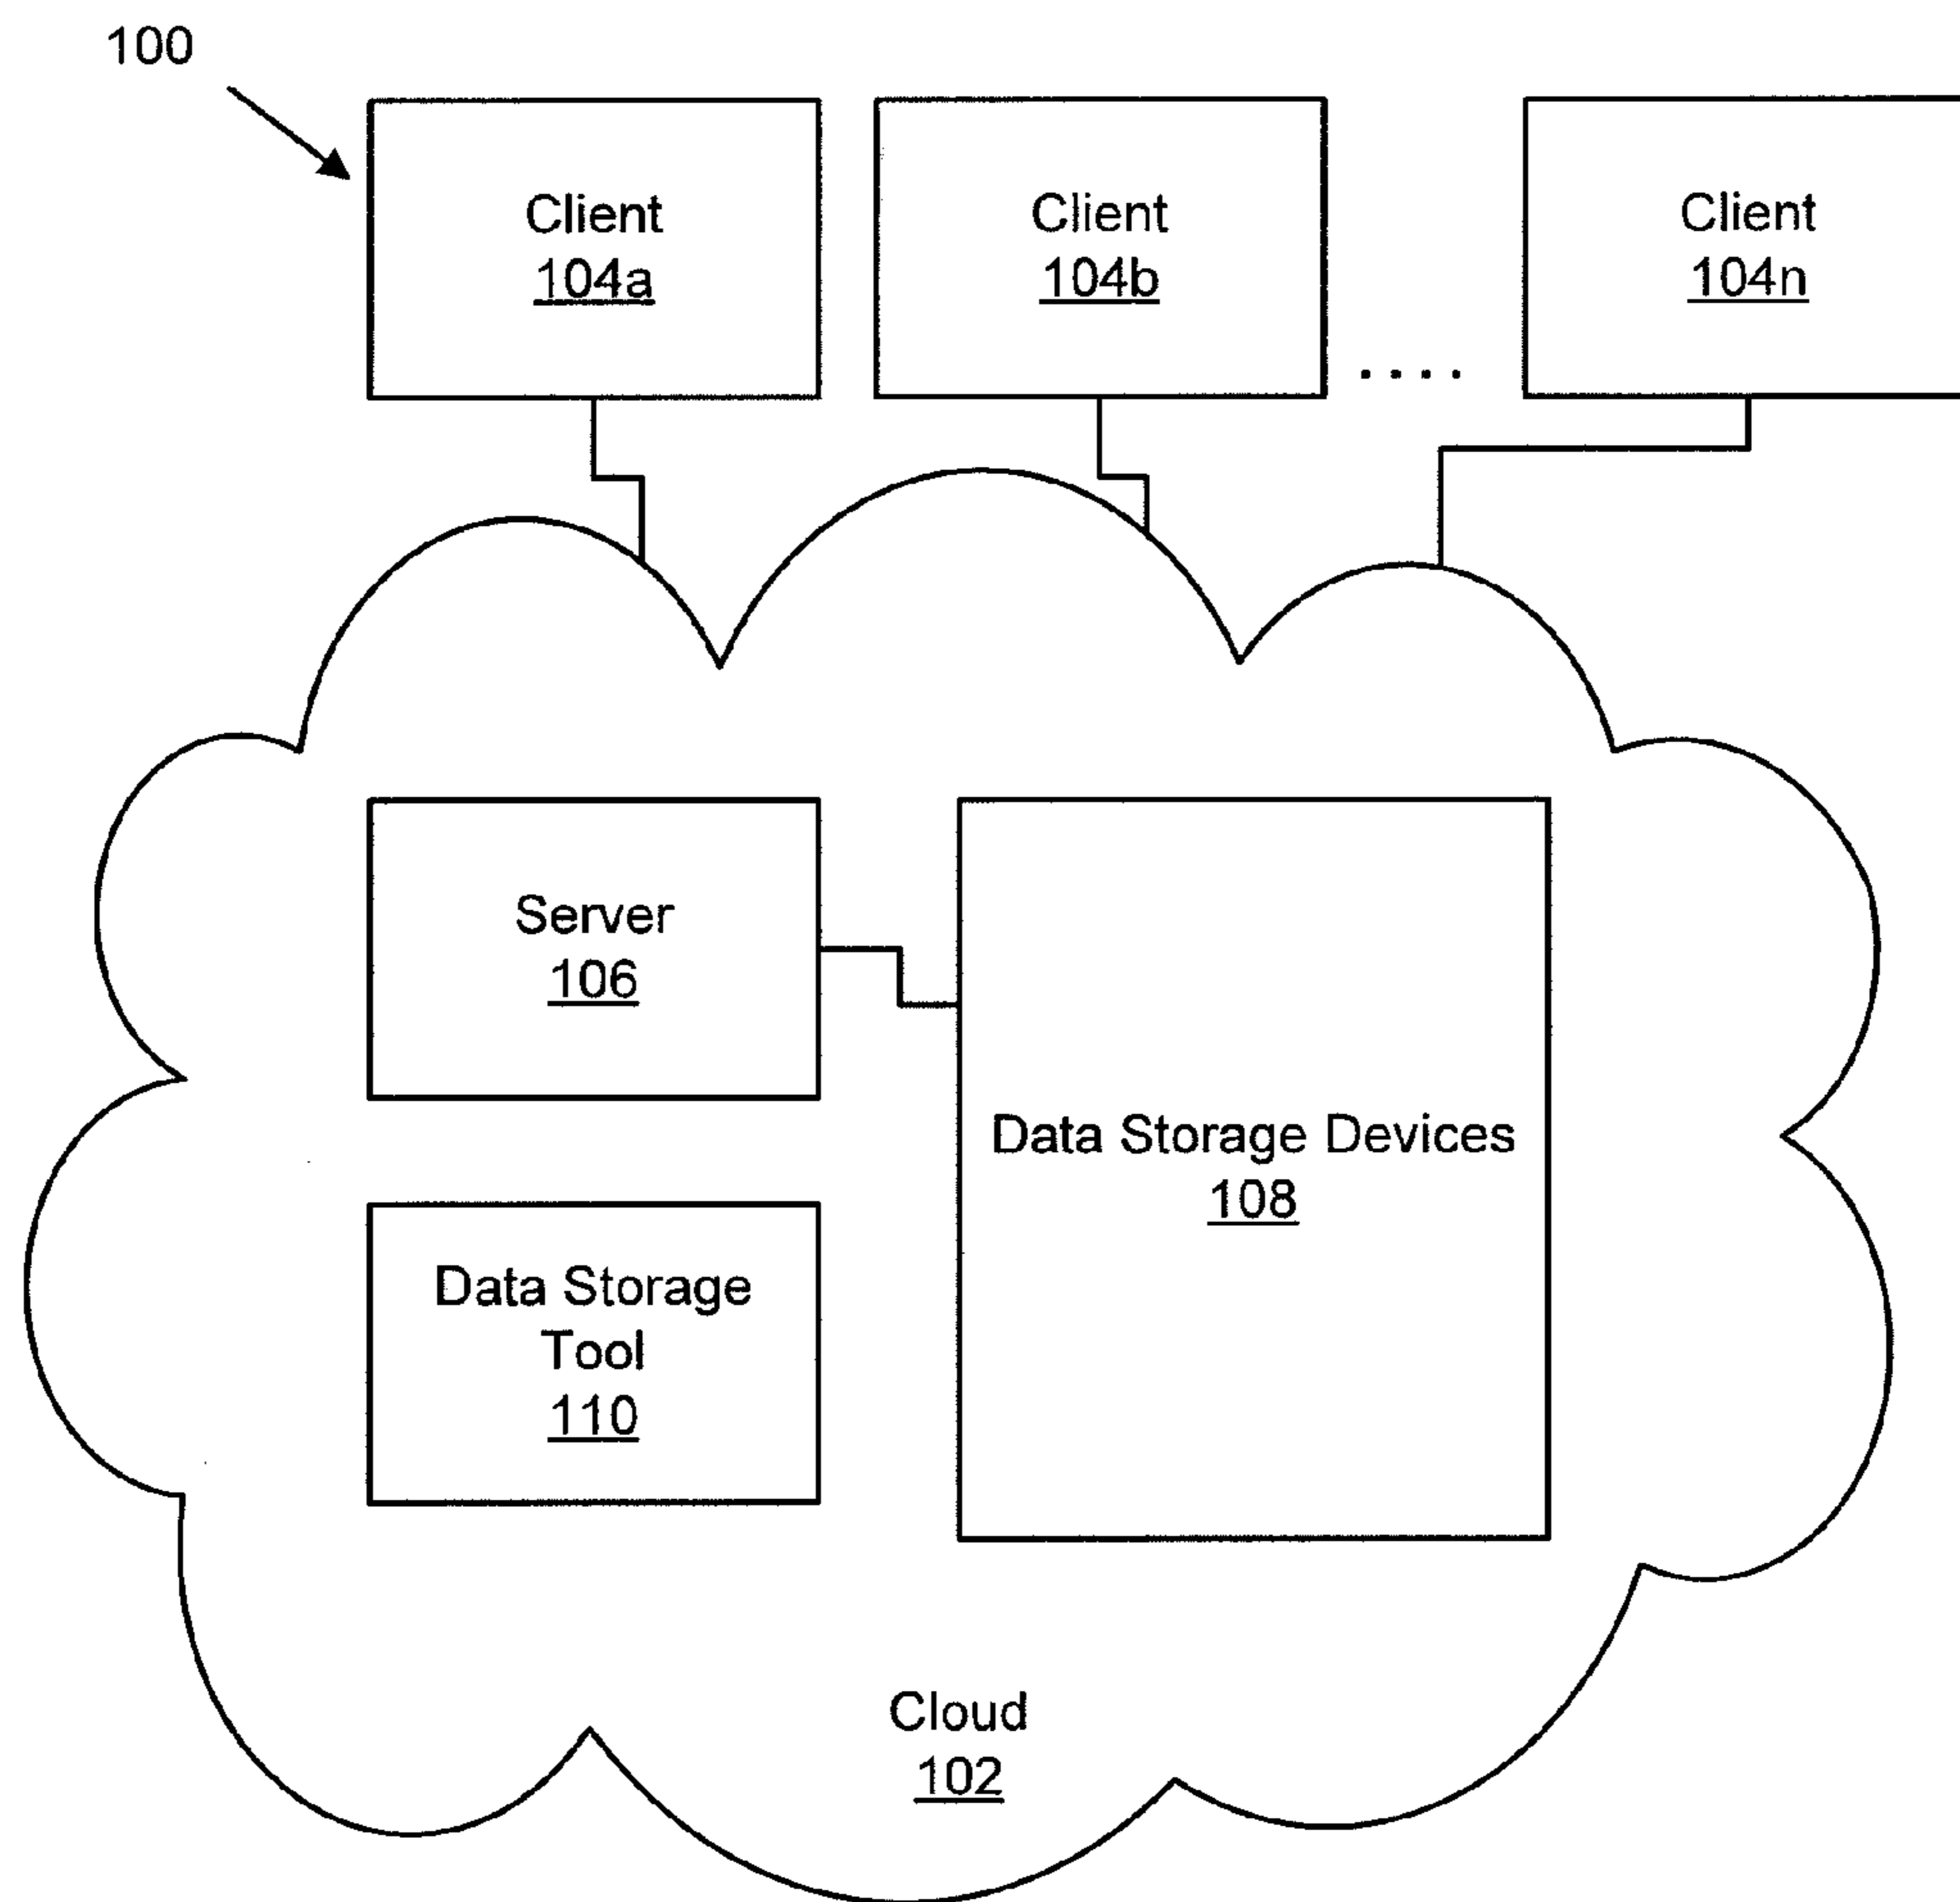 100
Client
104a
Client
104b
....
Client
104n
Server
106
Data Storage Devices
108
Data Storage
Tool
110
Cloud
102